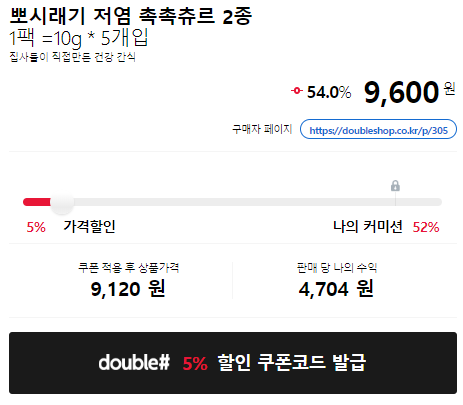 뽀시래기 저염 촉촉츄르 2종
1팩 =10g * 5개입
집사들이 직접만든 건강 간식
54.0% 9,600원
구매자 페이지 https://doubleshop.co.kr/p/305
5% 가격할인 나의 커미션 52%
쿠폰 적용 후 상품가격 판매 당 나의 수익
9,120 원 4,704 원
double# 5% 할인 쿠폰코드 발급